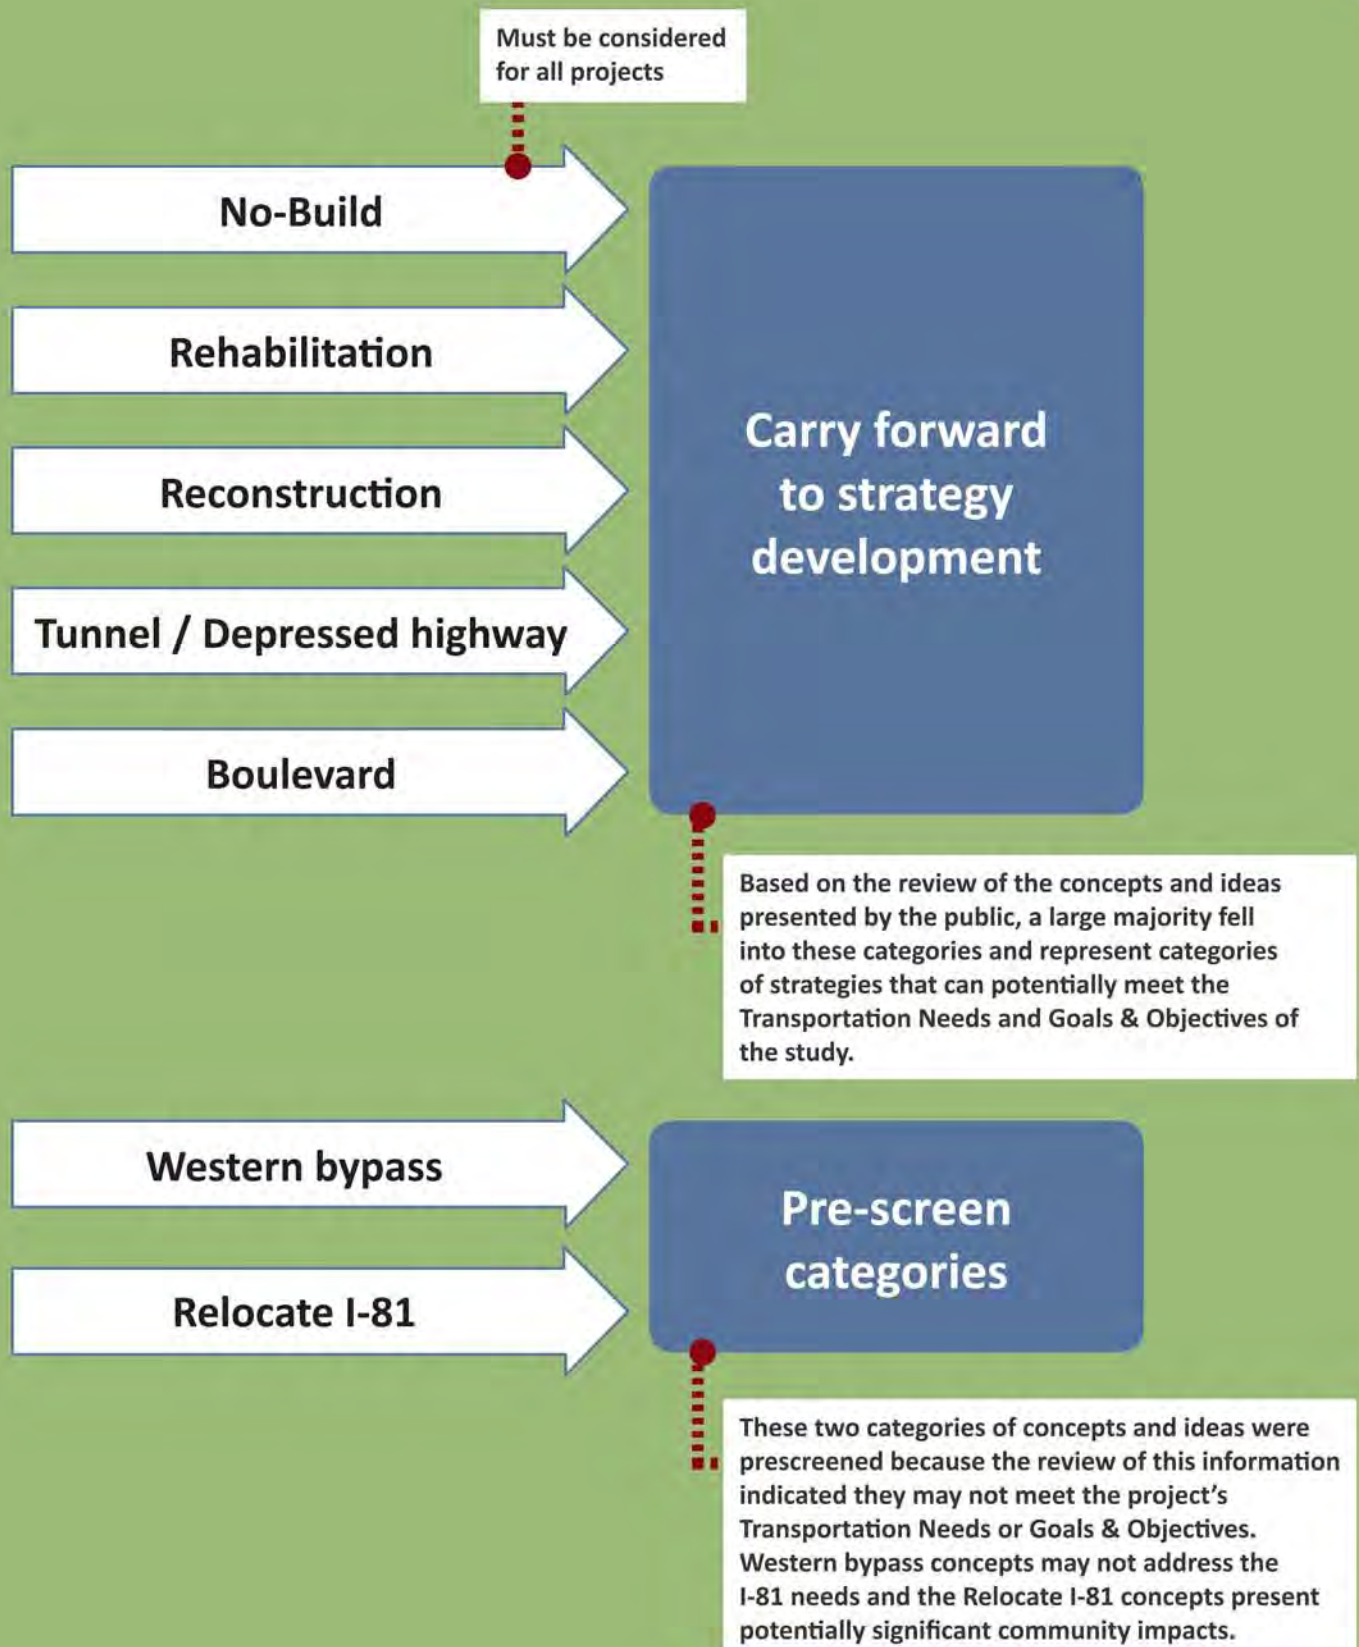 Must be considered
for all projects
No-Build
Rehabilitation
Reconstruction
Tunnel / Depressed highway
Boulevard
Carry forward
to strategy
development
Based on the review of the concepts and ideas
presented by the public, a large majority fell
into these categories and represent categories
of strategies that can potentially meet the
Transportation Needs and Goals & Objectives of
the study.
Western bypass
Relocate I-81
Pre-screen
categories
These two categories of concepts and ideas were
prescreened because the review of this information
indicated they may not meet the project's
Transportation Needs or Goals & Objectives.
Western bypass concepts may not address the
I-81 needs and the Relocate I-81 concepts present
potentially significant community impacts.